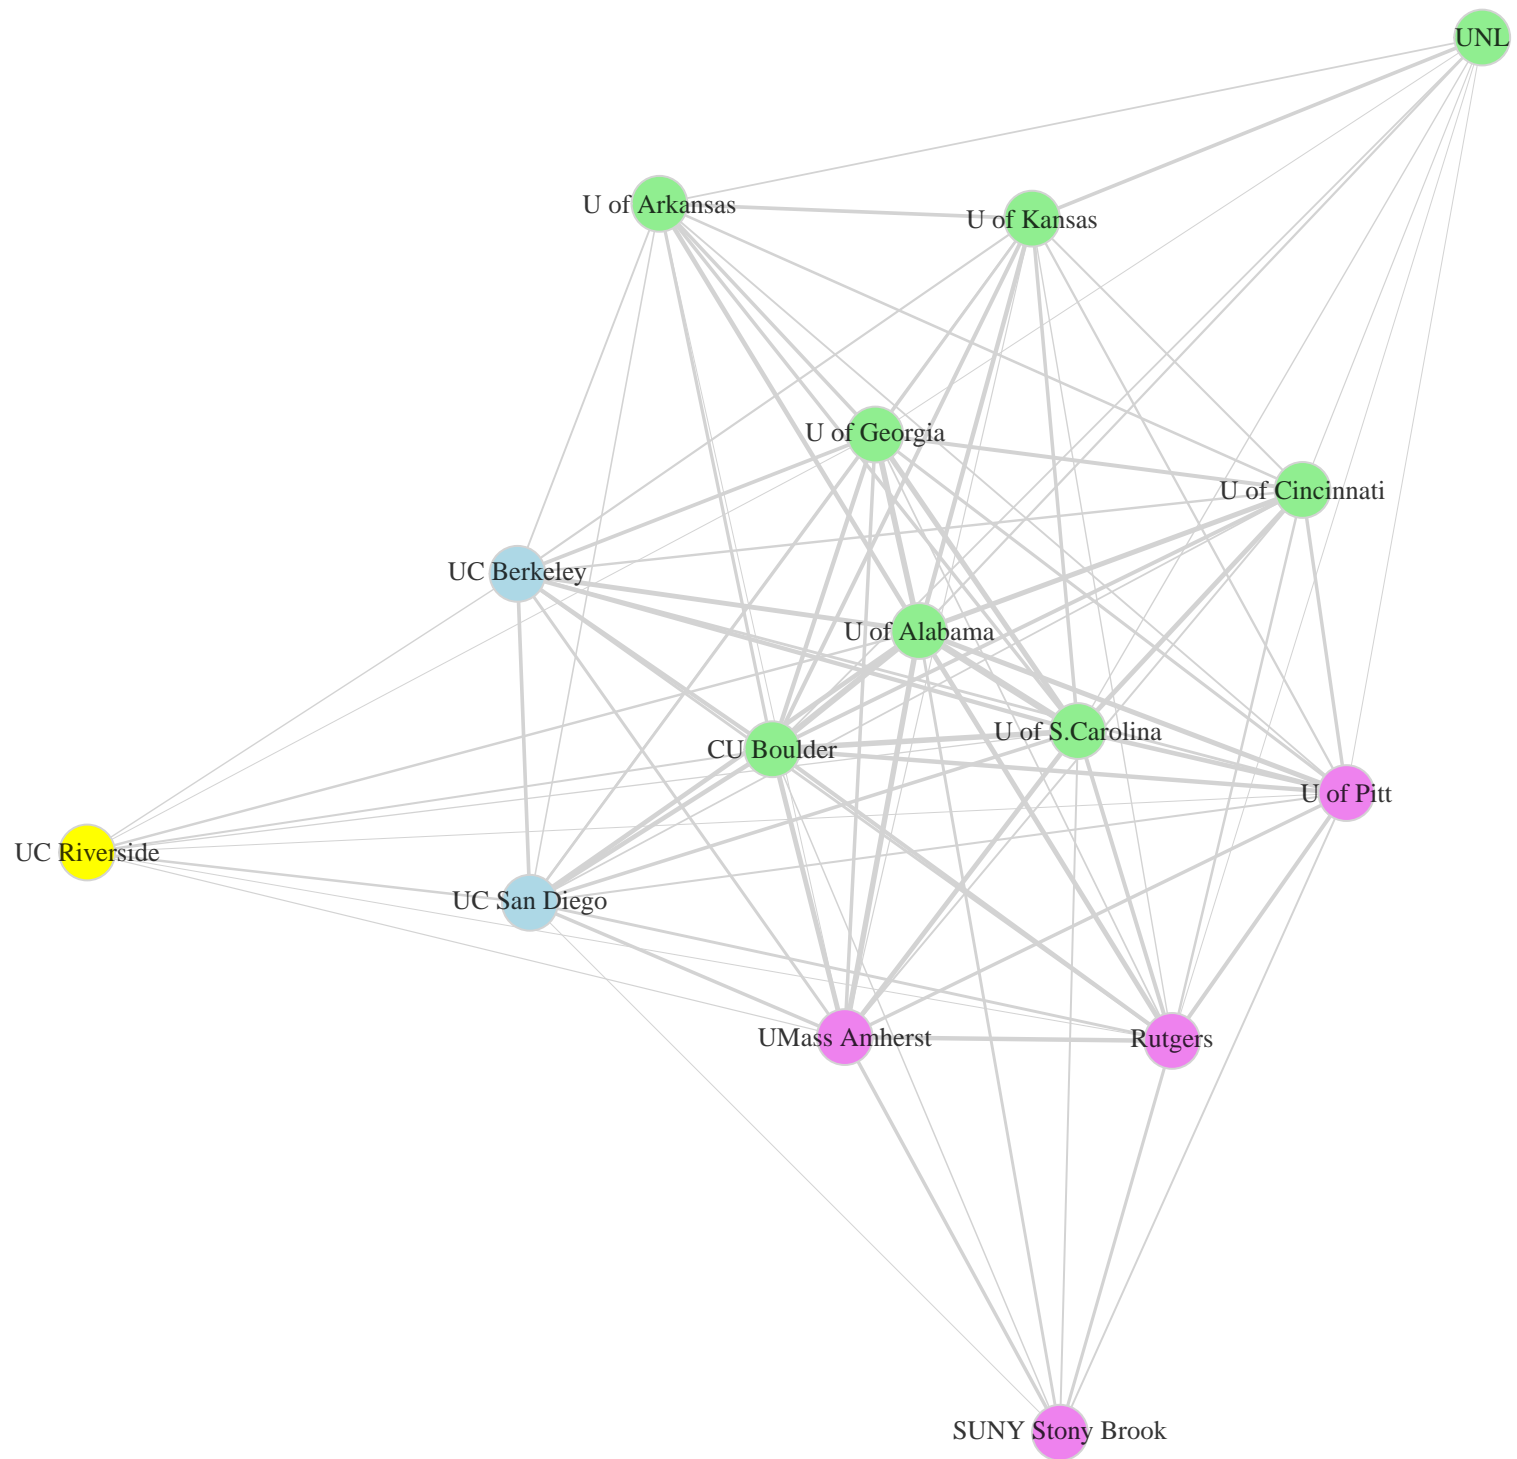 UNL
U of Arkansas
U of Kansas
U of Georgia
U of Cincinnati
UC Berkeley
U of Alabama
U of S.Carolina
CU Boulder
U of Pitt
UC Riverside
UC San Diego
UMass Amherst
Rutgers
SUNY Stony Brook